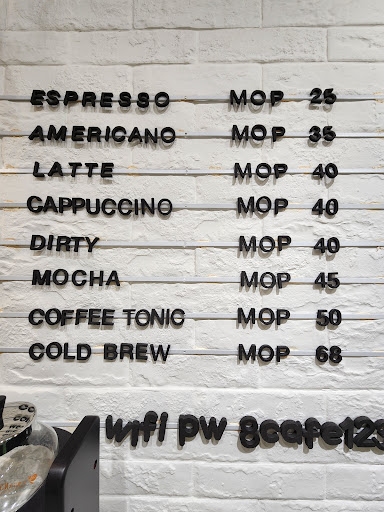 ESPRESSO MOP 25
AMERICANO MOP 35
LATTE MOP 40
CAPPUCCINO MOP 40
DIRTY MOP 40
MOCHA MOP 45
COFFEE TONIC MOP 50
COLD BREW MOP 68
wifi pw 8cafe123